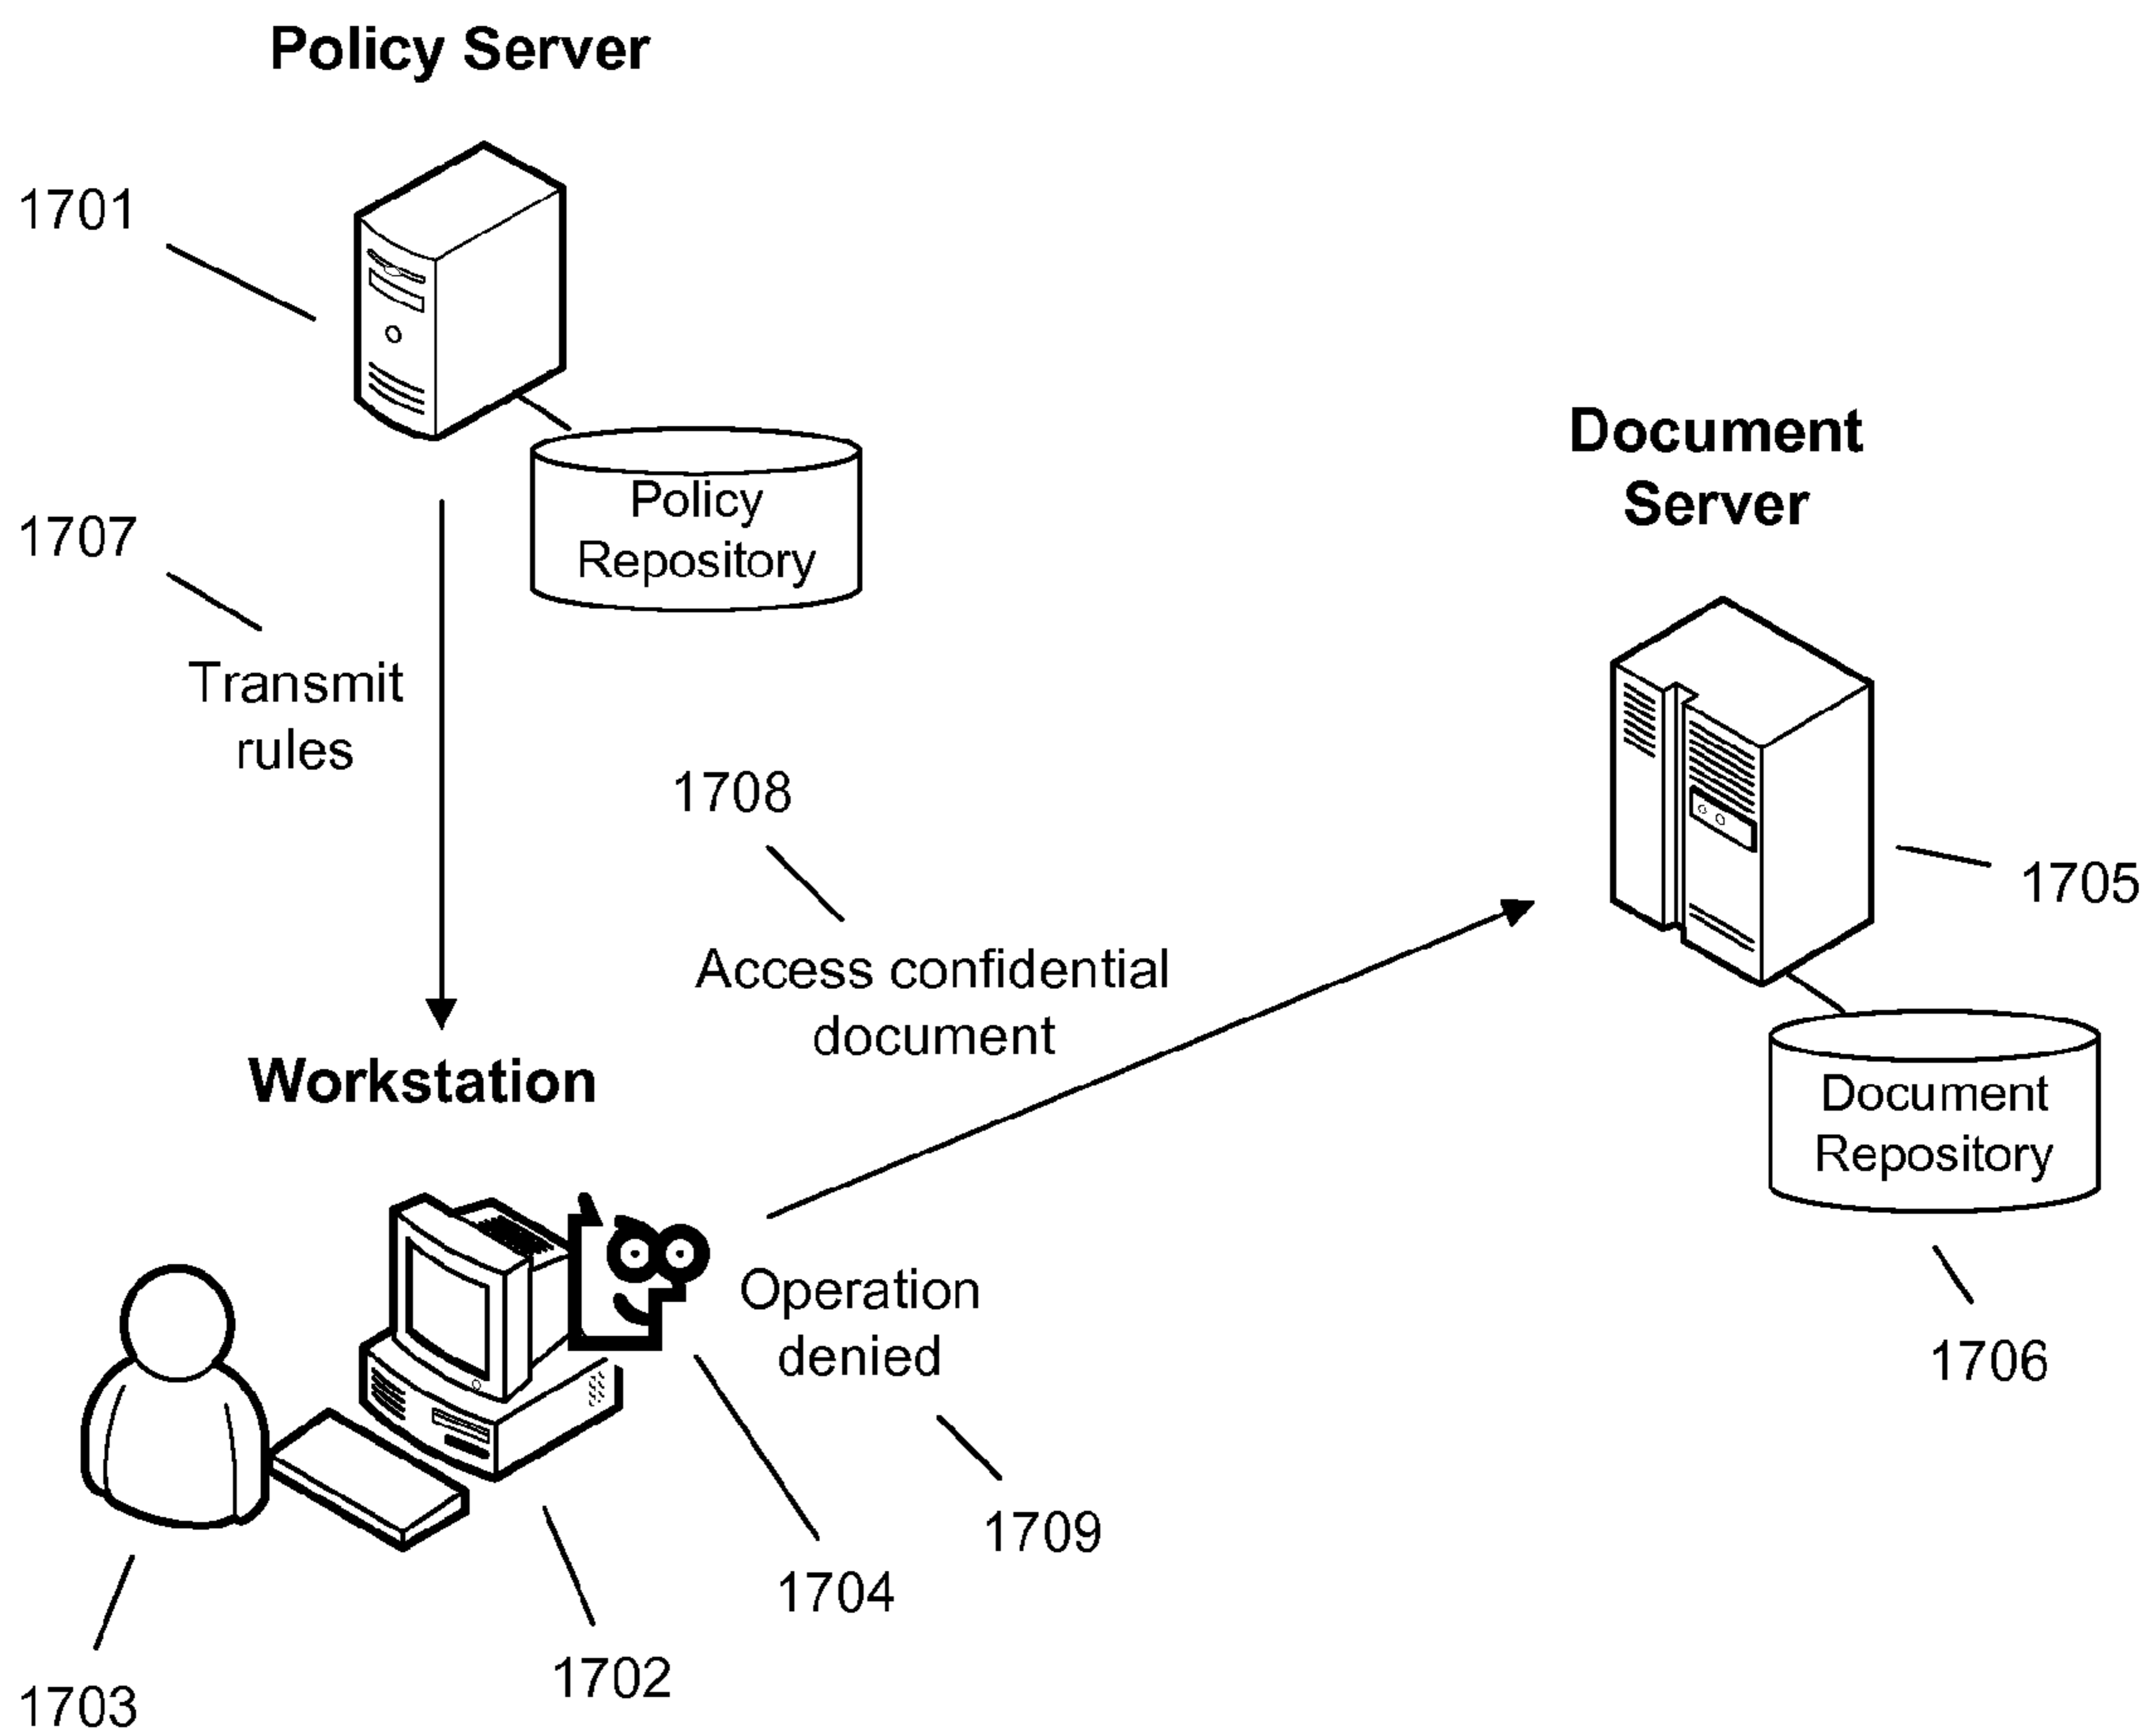 Policy Server
1701
Policy
Repository
1707
Transmit
rules
Document
Server
1708
1705
Access confidential
document
Workstation
Document
Repository
Operation
denied
1706
1709
1704
1702
1703